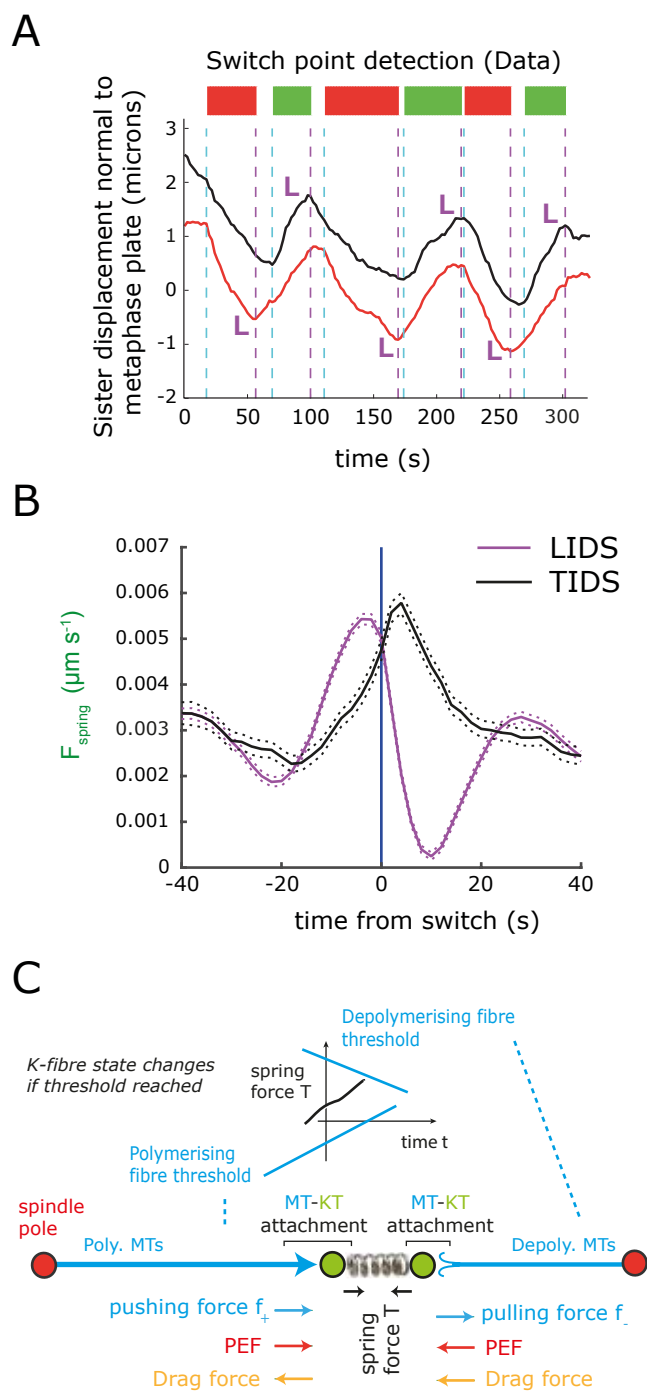 A
Switch point detection (Data)
Sister displacement normal to
metaphase plate (microns)
3
2
1
0
-1
-2
L
L
L
L
L
L
0
50
100
150
200
250
300
time (s)
B
LIDS
TIDS
F spring (μm s-1)
0.007
0.006
0.005
0.004
0.003
0.002
0.001
0
-40
-20
0
20
40
time from switch (s)
C
Depolymerising fibre
threshold
K-fibre state changes
if threshold reached
spring
force T
time t
Polymerising
fibre threshold
MT-KT
attachment
MT-KT
attachment
spindle
pole
Poly. MTs
Depoly. MTs
spring
force T
pushing force f+
pulling force f-
PEF
PEF
Drag force
Drag force